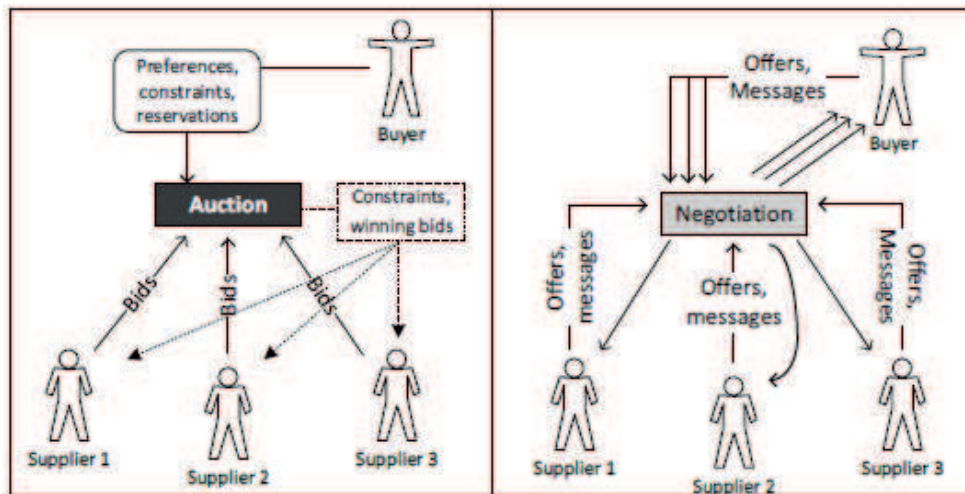 Preferences,
constraints,
reservations
Buyer
Auction
Constraints,
winning bids
Bids
Bids
Bids
Supplier 1
Supplier 2
Supplier 3
Offers,
Messages
Buyer
Negotiation
Offers,
messages
Offers,
messages
Offers,
Messages
Supplier 1
Supplier 2
Supplier 3